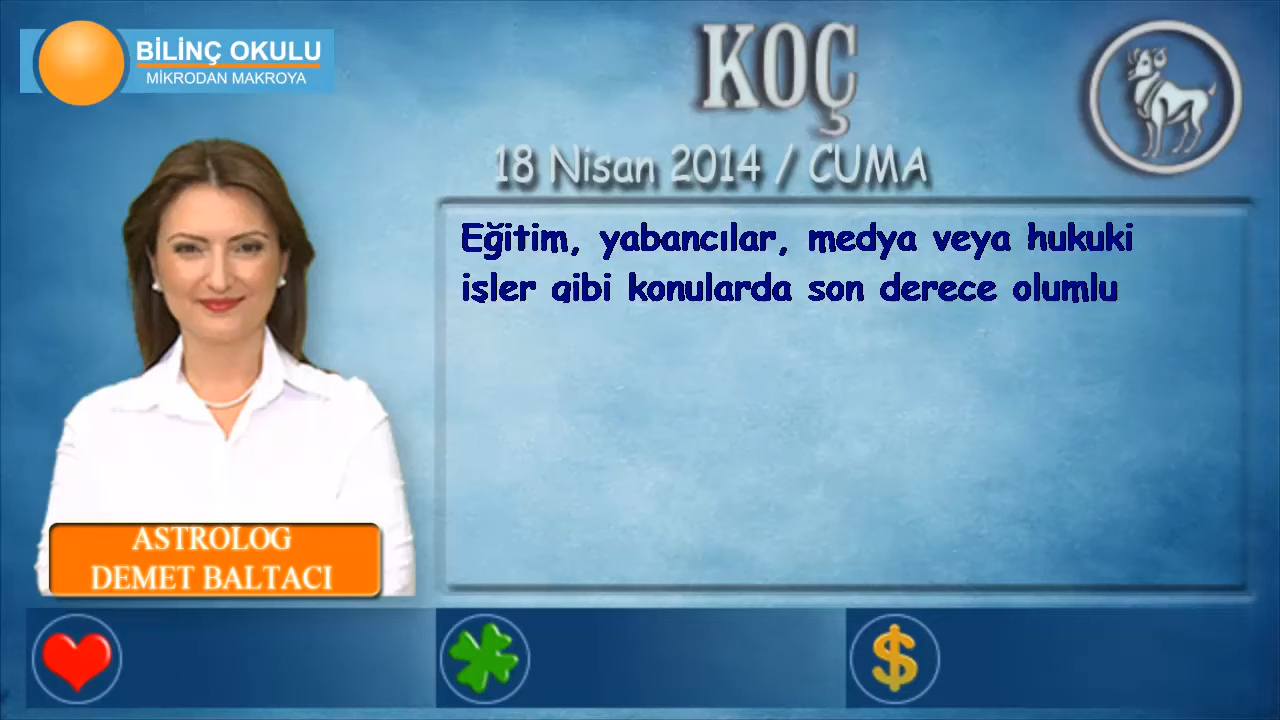 BİLİNÇ OKULU
MİKRODAN MAKROYA
KOÇ
18 Nisan 2014 / CUMA
Eğitim, yabancılar, medya veya hukuki
işler gibi konularda son derece olumlu
ASTROLOG
DEMET BALTACI